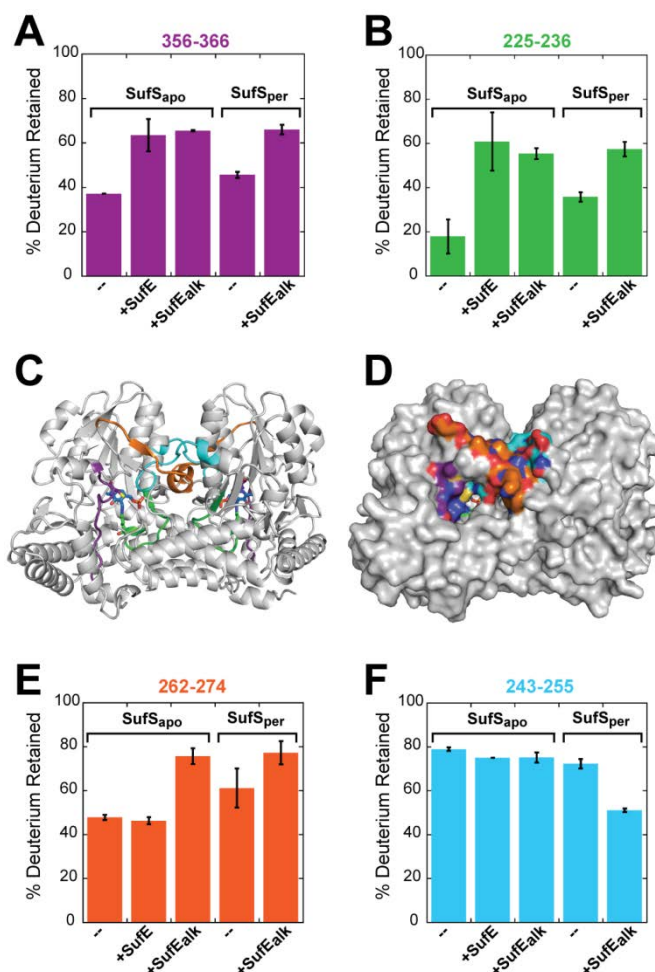 A
356-366
100
80
60
40
20
0
% Deuterium Retained
SufSapo
SufSper
--
+SufE
+SufEalk
--
+SufEalk
B
225-236
100
80
60
40
20
0
% Deuterium Retained
SufSapo
SufSper
--
+SufE
+SufEalk
--
+SufEalk
C
D
E
262-274
100
80
60
40
20
0
% Deuterium Retained
SufSapo
SufSper
--
+SufE
+SufEalk
--
+SufEalk
F
243-255
100
80
60
40
20
0
% Deuterium Retained
SufSapo
SufSper
--
+SufE
+SufEalk
--
+SufEalk